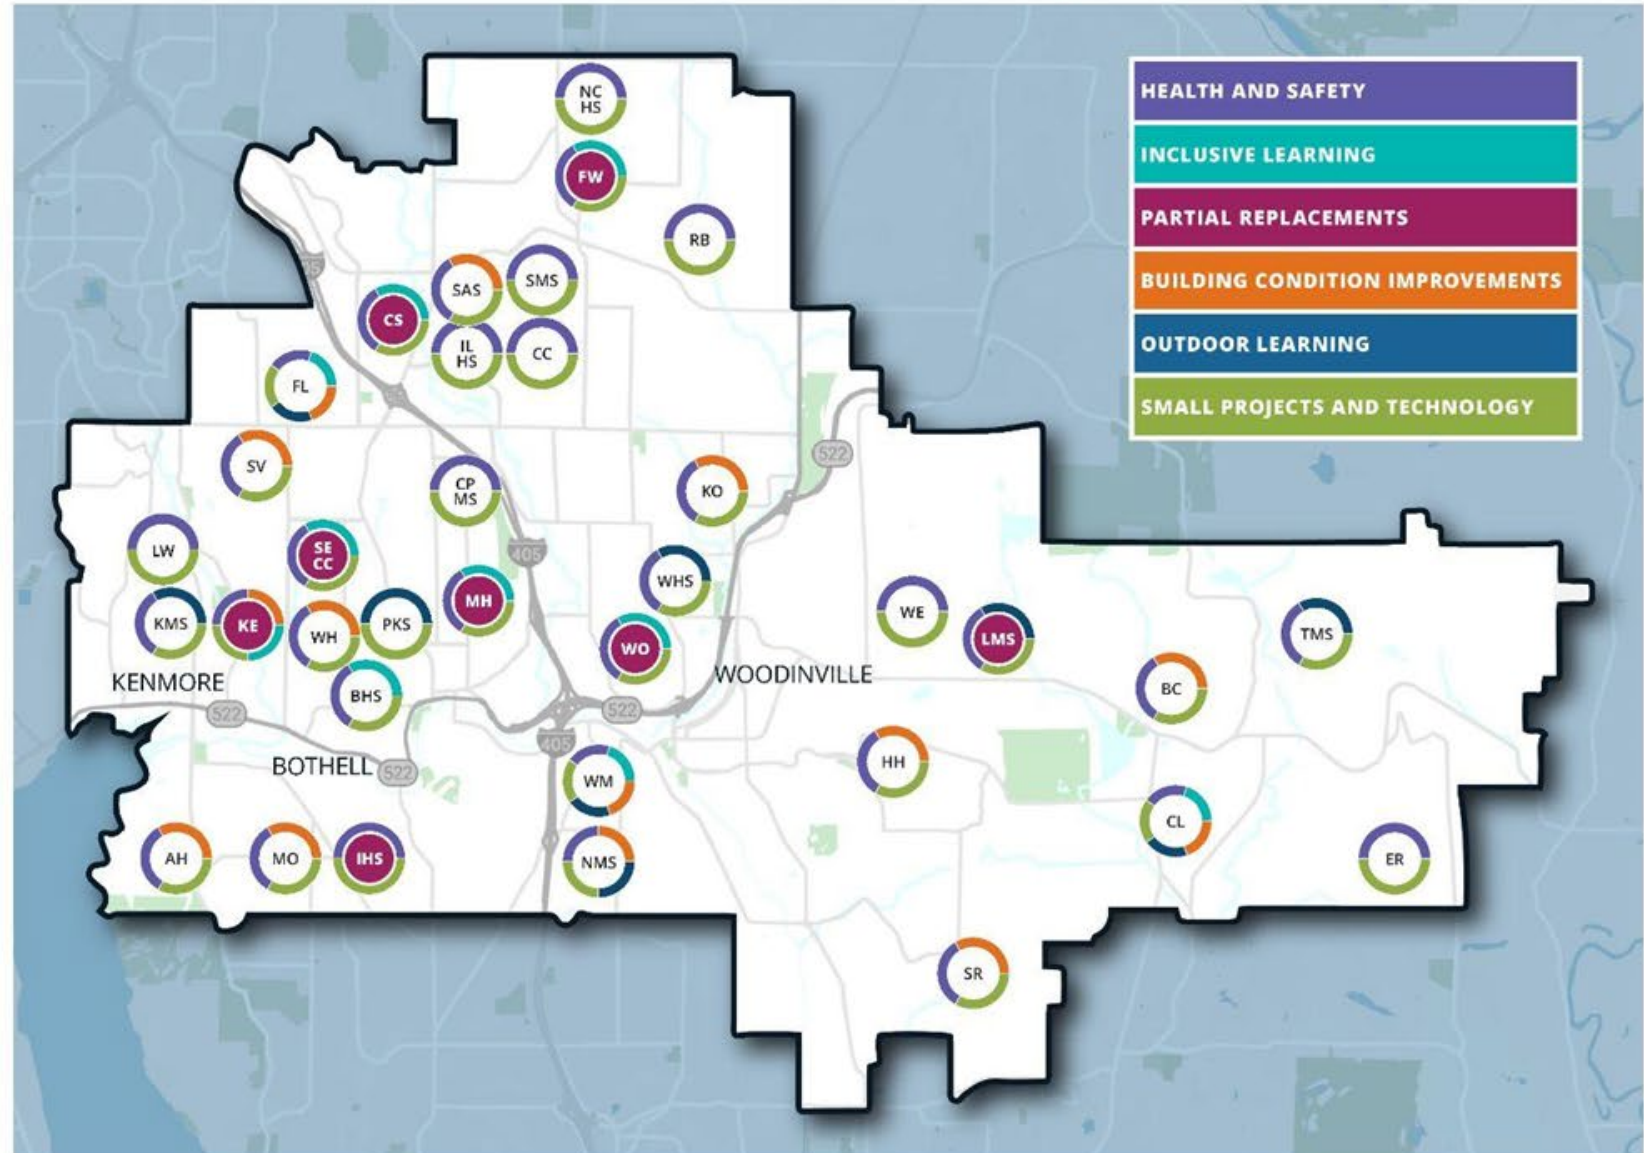 HEALTH AND SAFETY
INCLUSIVE LEARNING
PARTIAL REPLACEMENTS
BUILDING CONDITION IMPROVEMENTS
OUTDOOR LEARNING
SMALL PROJECTS AND TECHNOLOGY
NC
HS
FW
RB
SAS
SMS
CS
IL
HS
CC
FL
SV
CP
MS
KO
522
LW
SE
CC
405
WHS
KMS
KE
WH
PKS
MH
WO
WE
LMS
TMS
KENMORE
BHS
WOODINVILLE
BC
522
522
405
BOTHELL
522
WM
HH
CL
AH
MO
IHS
NMS
ER
SR